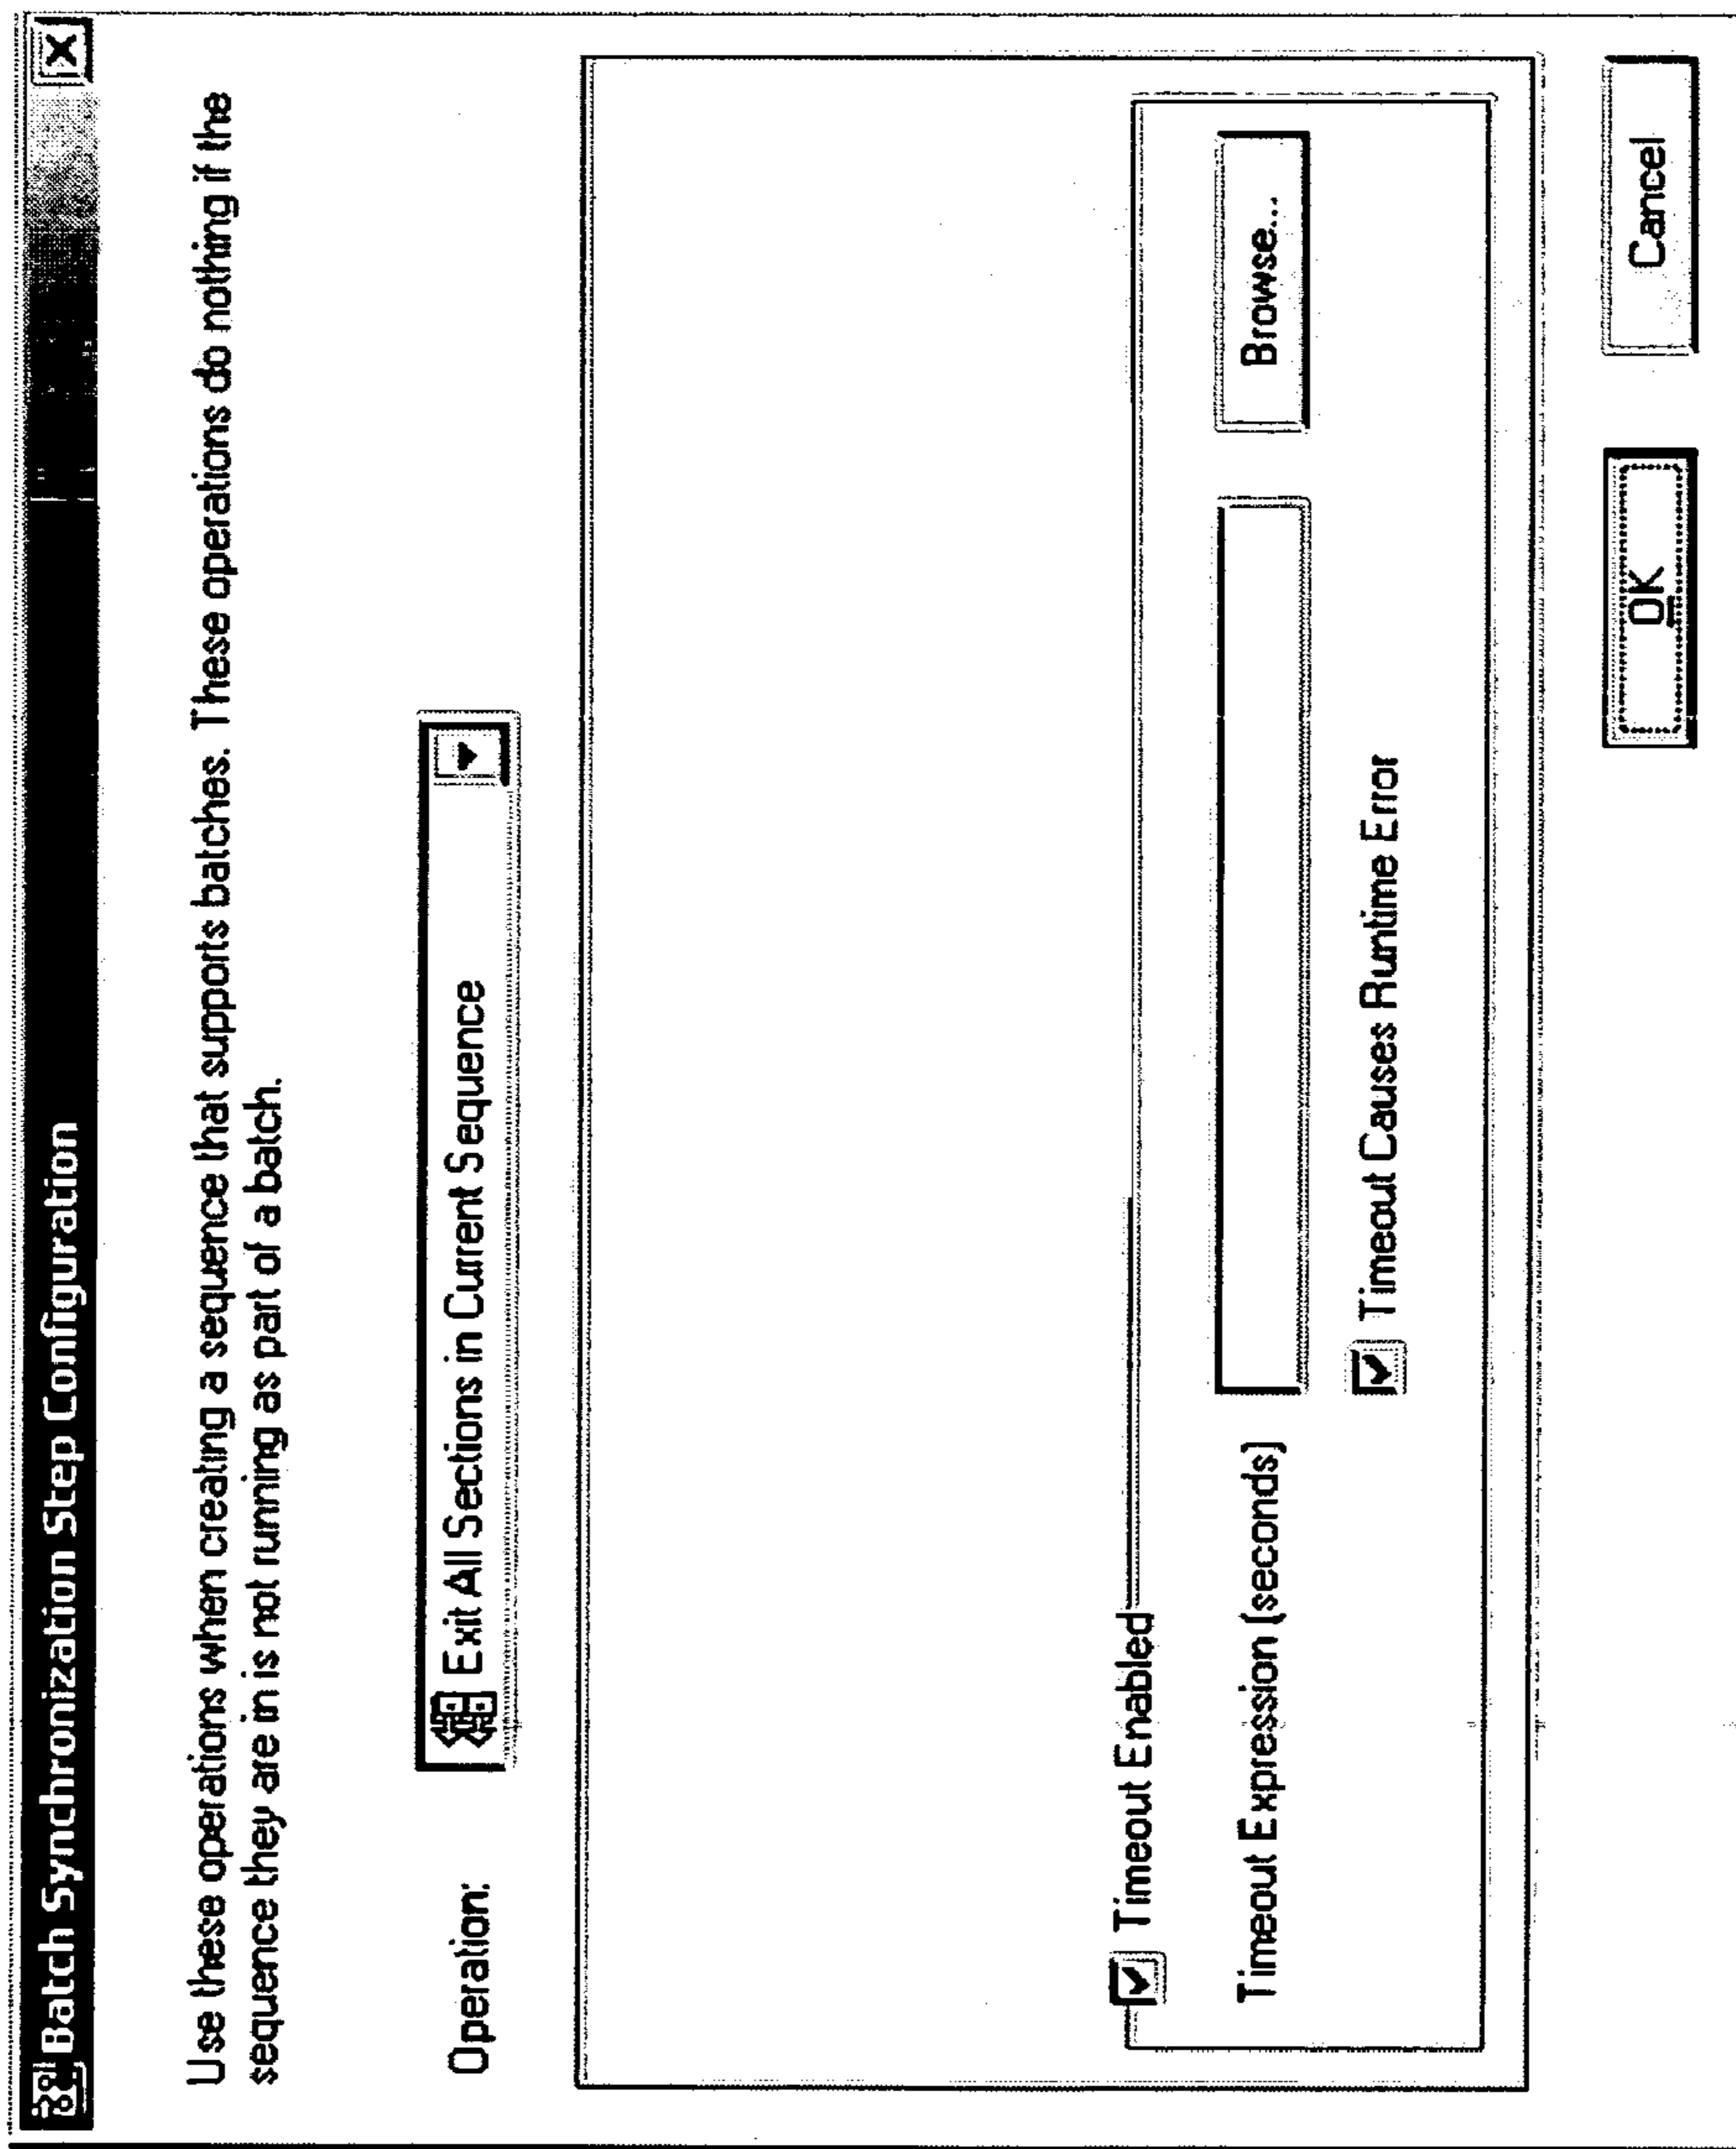 Batch Synchronization Step Configuration
Use these operations when creating a sequence that supports batches. These operations do nothing if the
sequence they are in is not running as part of a batch.
Operation:
Exit All Sections in Current Sequence
Timeout Enabled
Timeout Expression (seconds)
Browse...
Timeout Causes Runtime Error
OK
Cancel